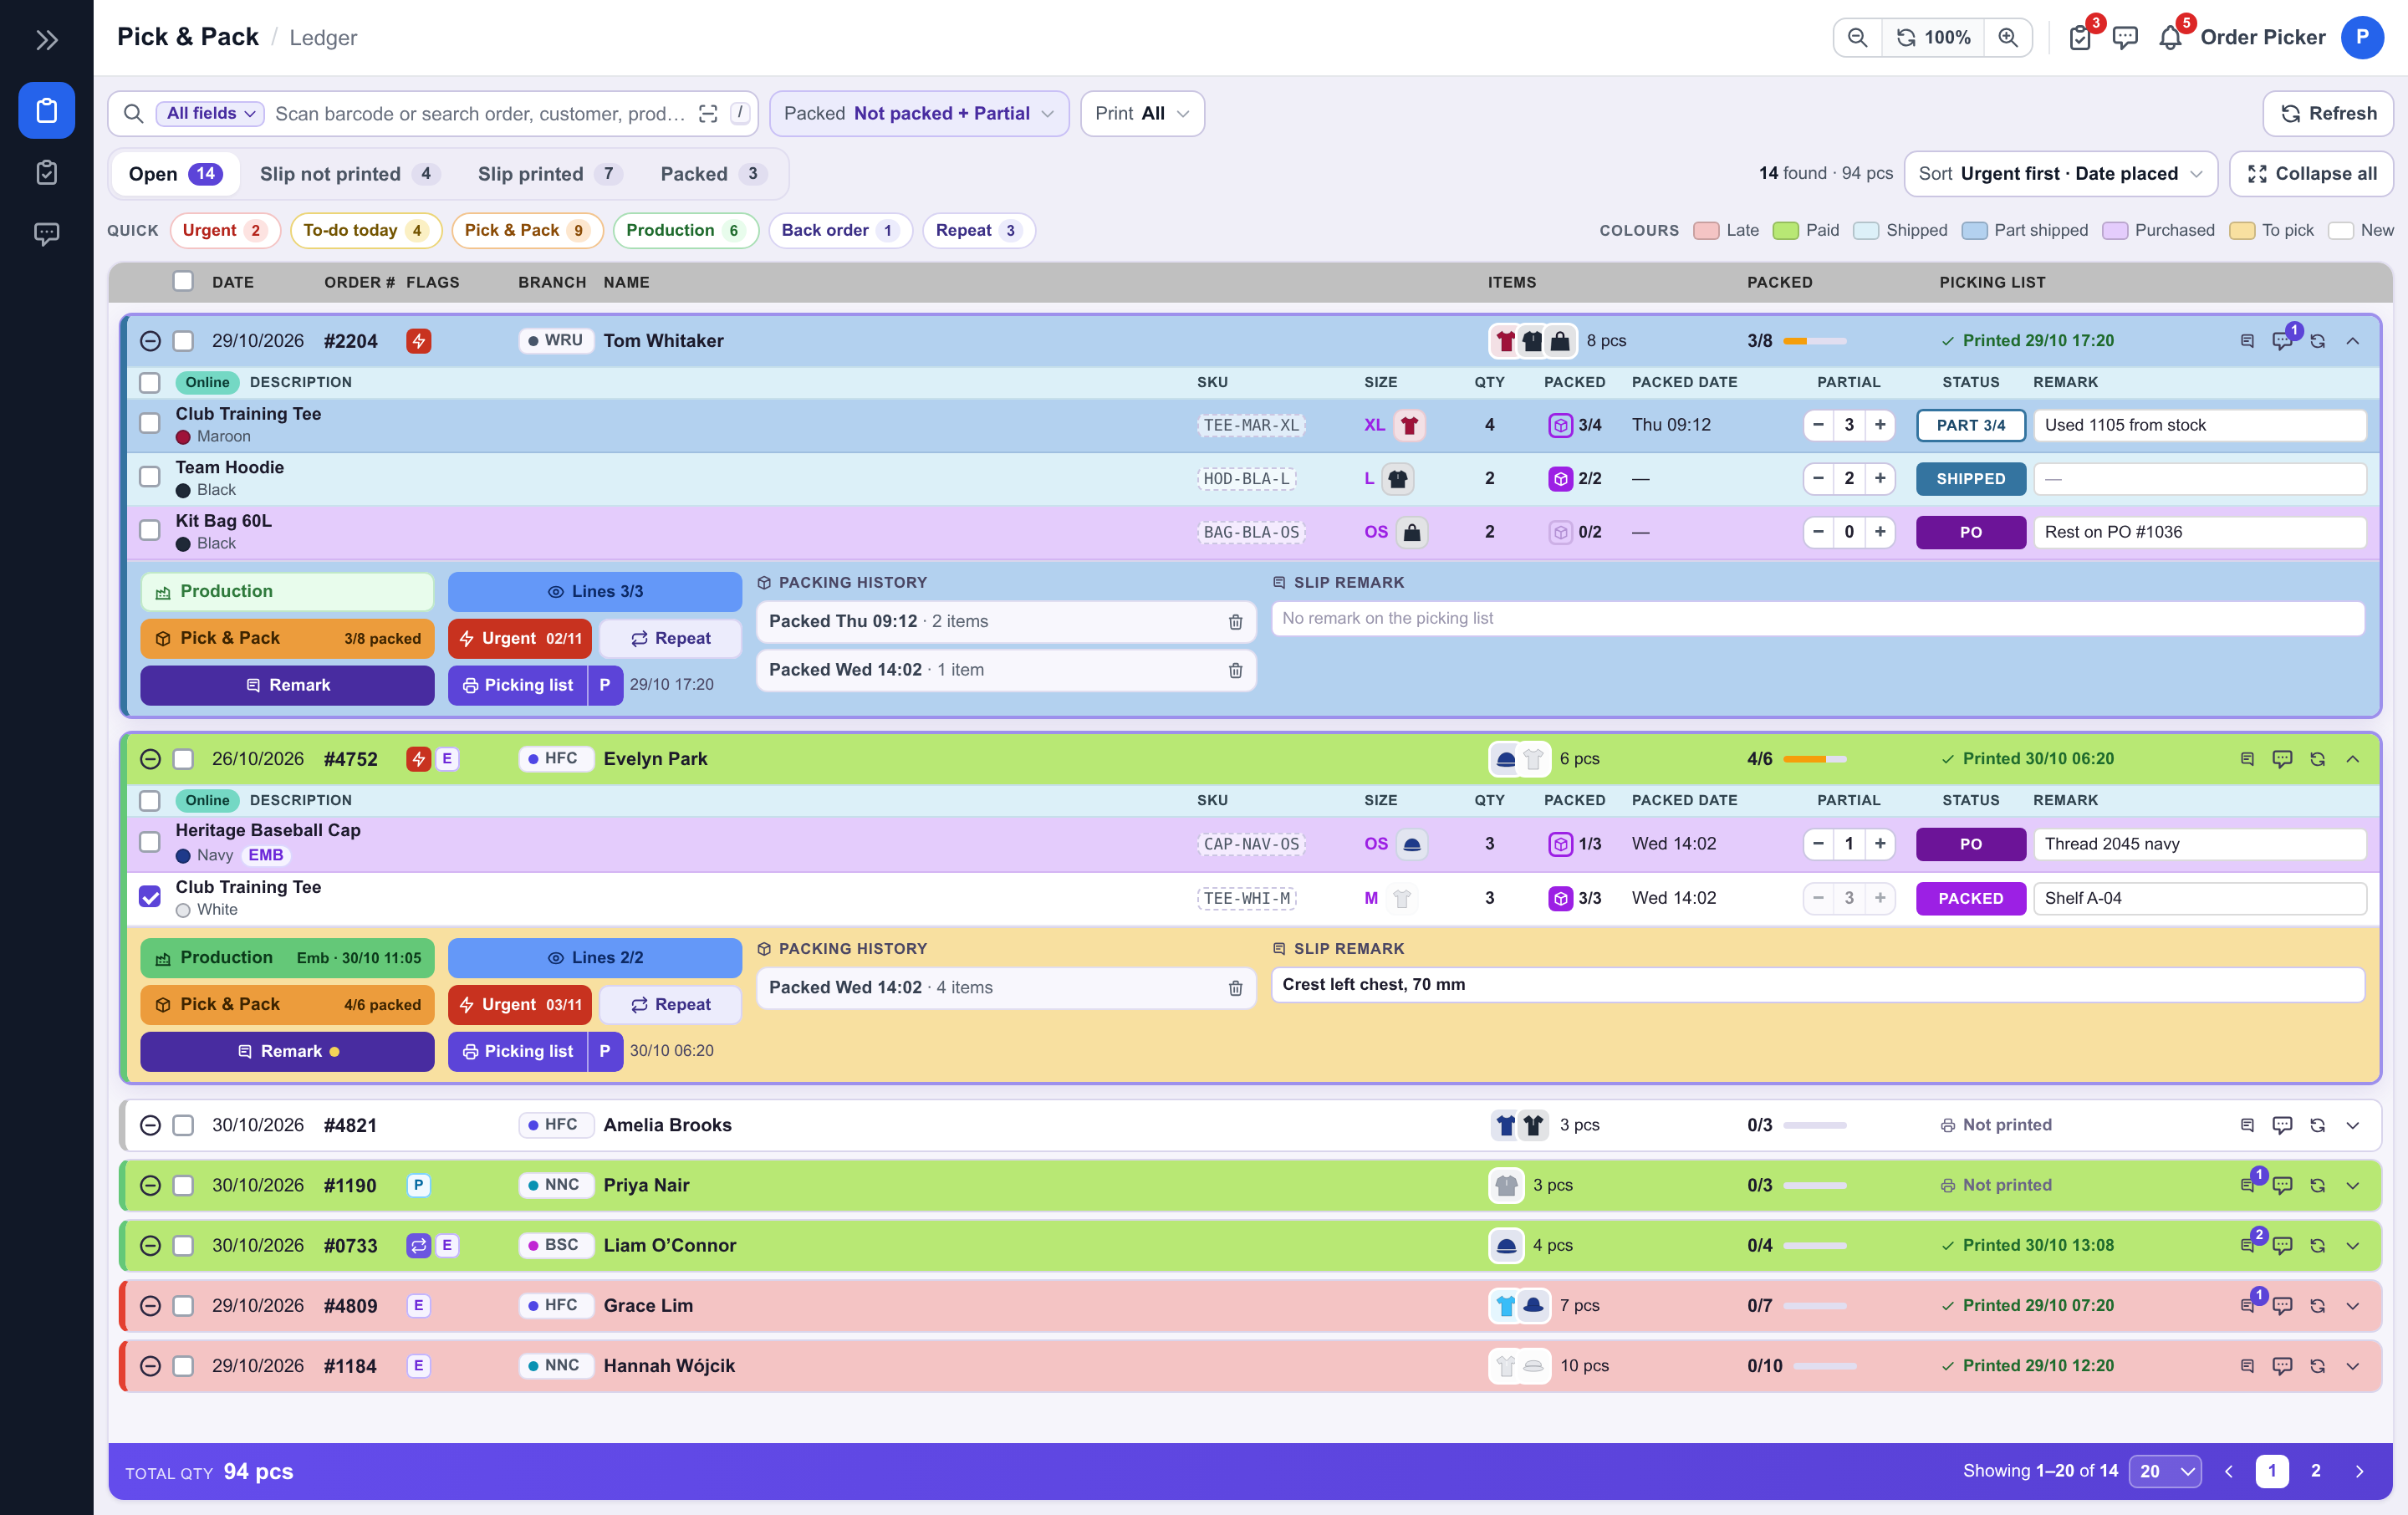 Pick & Pack / Ledger
100%
3
5
Order Picker
P
All fields
Scan barcode or search order, customer, prod…
/
Packed Not packed + Partial
Print All
Refresh
Open 14
Slip not printed 4
Slip printed 7
Packed 3
14 found · 94 pcs
Sort Urgent first · Date placed
Collapse all
QUICK
Urgent 2
To-do today 4
Pick & Pack 9
Production 6
Back order 1
Repeat 3
COLOURS
Late
Paid
Shipped
Part shipped
Purchased
To pick
New
DATE ORDER # FLAGS BRANCH NAME ITEMS PACKED PICKING LIST
29/10/2026 #2204 WRU Tom Whitaker 8 pcs 3/8 Printed 29/10 17:20 1
Online DESCRIPTION SKU SIZE QTY PACKED PACKED DATE PARTIAL STATUS REMARK
Club Training Tee
Maroon
TEE-MAR-XL XL 4 3/4 Thu 09:12 − 3 + PART 3/4 Used 1105 from stock
Team Hoodie
Black
HOD-BLA-L L 2 2/2 — − 2 + SHIPPED —
Kit Bag 60L
Black
BAG-BLA-OS OS 2 0/2 — − 0 + PO Rest on PO #1036
Production
Lines 3/3
Pick & Pack 3/8 packed
Urgent 02/11
Repeat
Remark
Picking list P 29/10 17:20
PACKING HISTORY
Packed Thu 09:12 · 2 items
Packed Wed 14:02 · 1 item
SLIP REMARK
No remark on the picking list
26/10/2026 #4752 E HFC Evelyn Park 6 pcs 4/6 Printed 30/10 06:20
Online DESCRIPTION SKU SIZE QTY PACKED PACKED DATE PARTIAL STATUS REMARK
Heritage Baseball Cap
Navy EMB
CAP-NAV-OS OS 3 1/3 Wed 14:02 − 1 + PO Thread 2045 navy
Club Training Tee
White
TEE-WHI-M M 3 3/3 Wed 14:02 − 3 + PACKED Shelf A-04
Production Emb · 30/10 11:05
Lines 2/2
Pick & Pack 4/6 packed
Urgent 03/11
Repeat
Remark
Picking list P 30/10 06:20
PACKING HISTORY
Packed Wed 14:02 · 4 items
SLIP REMARK
Crest left chest, 70 mm
30/10/2026 #4821 HFC Amelia Brooks 3 pcs 0/3 Not printed
30/10/2026 #1190 P NNC Priya Nair 3 pcs 0/3 Not printed 1
30/10/2026 #0733 E BSC Liam O’Connor 4 pcs 0/4 Printed 30/10 13:08 2
29/10/2026 #4809 E HFC Grace Lim 7 pcs 0/7 Printed 29/10 07:20 1
29/10/2026 #1184 E NNC Hannah Wójcik 10 pcs 0/10 Printed 29/10 12:20
TOTAL QTY 94 pcs
Showing 1–20 of 14 20 1 2